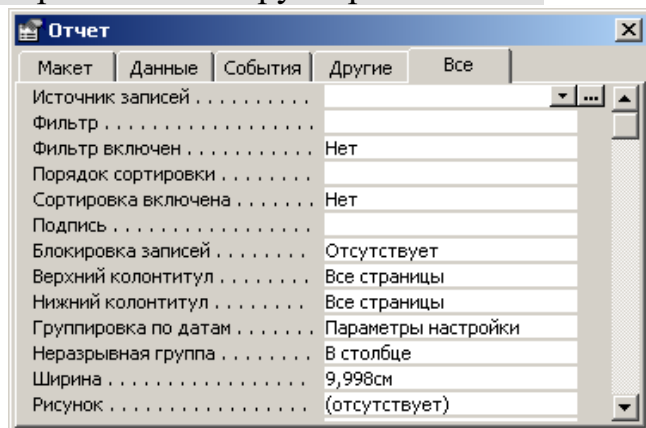 Отчет
Макет Данные События Другие Все
Источник записей . . . . . . . . . . ...
Фильтр . . . . . . . . . . . . . . . . . .
Фильтр включен . . . . . . . . . . . Нет
Порядок сортировки . . . . . . . .
Сортировка включена . . . . . . . Нет
Подпись . . . . . . . . . . . . . . . . .
Блокировка записей . . . . . . . . Отсутствует
Верхний колонтитул . . . . . . . . Все страницы
Нижний колонтитул . . . . . . . . Все страницы
Группировка по датам . . . . . . . Параметры настройки
Неразрывная группа . . . . . . . . В столбце
Ширина . . . . . . . . . . . . . . . . . 9,998см
Рисунок . . . . . . . . . . . . . . . . . (отсутствует)